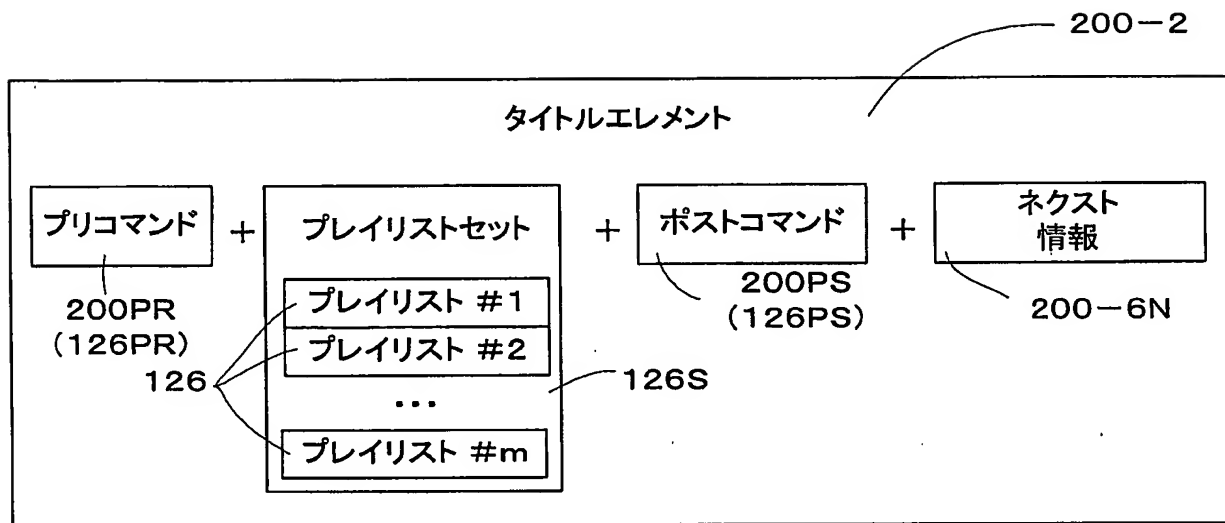 200-2
タイトルエレメント
プリコマンド
+
プレイリストセット
+
ポストコマンド
+
ネクスト
情報
200PR
(126PR)
プレイリスト #1
プレイリスト #2
...
プレイリスト #m
126
126S
200PS
(126PS)
200-6N